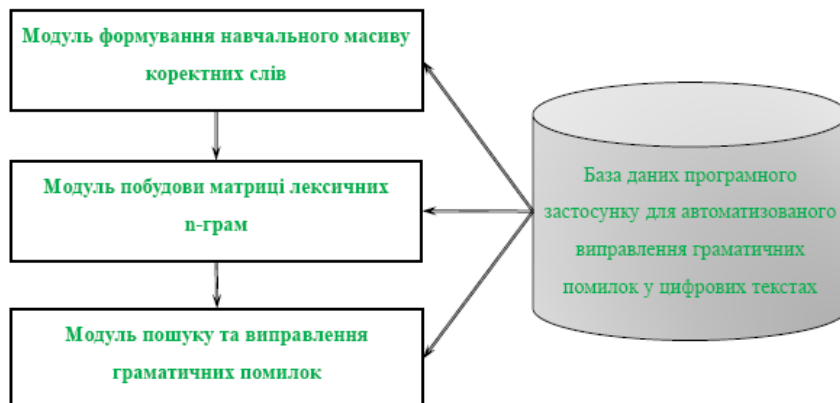 Модуль формування навчального масиву
коректних слів
Модуль побудови матриці лексичних
n-грам
Модуль пошуку та виправлення
граматичних помилок
База даних програмного
застосунку для автоматизованого
виправлення граматичних
помилок у цифрових текстах